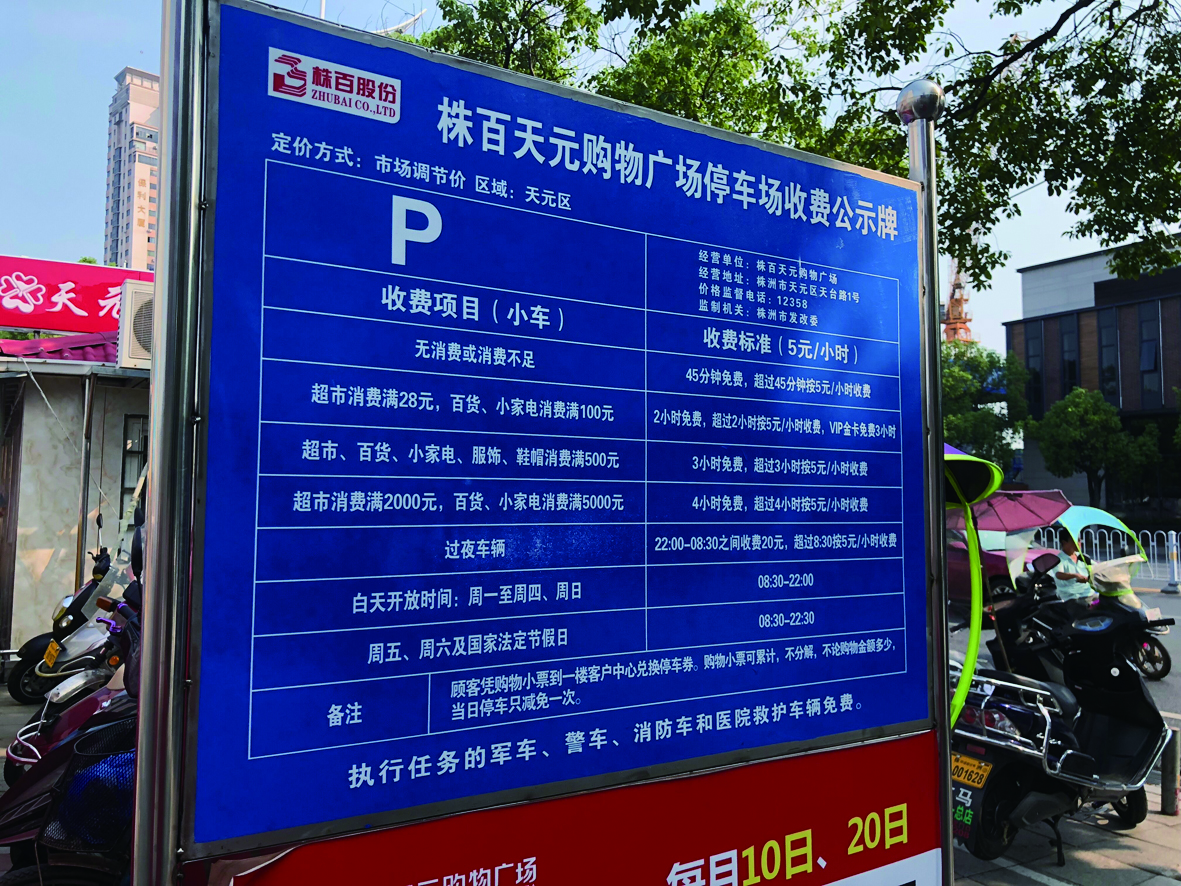 株百股份
ZHUBAI CO.,LTD
株百天元购物广场停车场收费公示牌
定价方式：市场调节价 区域：天元区
P
经营单位：株百天元购物广场
经营地址：株洲市天元区天台路1号
价格监督电话：12358
监制机关：株洲市发改委
收费项目（小车）
收费标准（5元/小时）
无消费或消费不足
45分钟免费，超过45分钟按5元/小时收费
超市消费满28元，百货、小家电消费满100元
2小时免费，超过2小时按5元/小时收费，VIP金卡免费3小时
超市、百货、小家电、服饰、鞋帽消费满500元
3小时免费，超过3小时按5元/小时收费
超市消费满2000元，百货、小家电消费满5000元
4小时免费，超过4小时按5元/小时收费
过夜车辆
22:00-08:30之间收费20元，超过8:30按5元/小时收费
白天开放时间：周一至周四、周日
08:30-22:00
周五、周六及国家法定节假日
08:30-22:30
备注
顾客凭购物小票到一楼客户中心兑换停车券。购物小票可累计，不分解，不论购物金额多少，
当日停车只减免一次。
执行任务的军车、警车、消防车和医院救护车辆免费。
元购物广场
每月10日、20日
天元
001628
马
总店